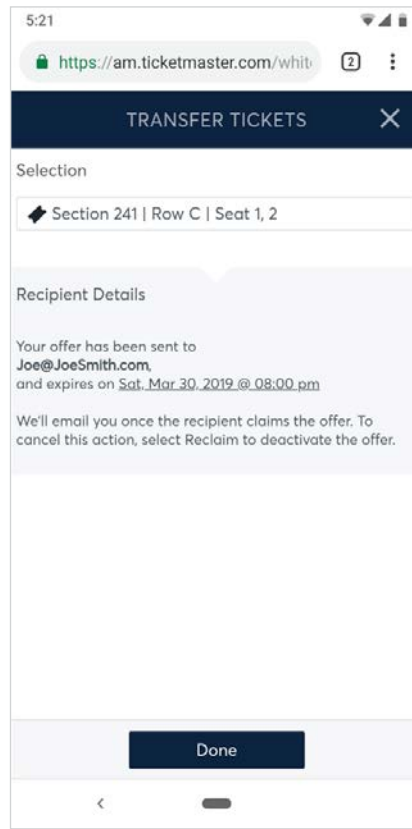 5:21
https://am.ticketmaster.com/whit
2
TRANSFER TICKETS
Selection
Section 241 | Row C | Seat 1, 2
Recipient Details
Your offer has been sent to
Joe@JoeSmith.com,
and expires on Sat, Mar 30, 2019 @ 08:00 pm
We'll email you once the recipient claims the offer. To
cancel this action, select Reclaim to deactivate the offer.
Done